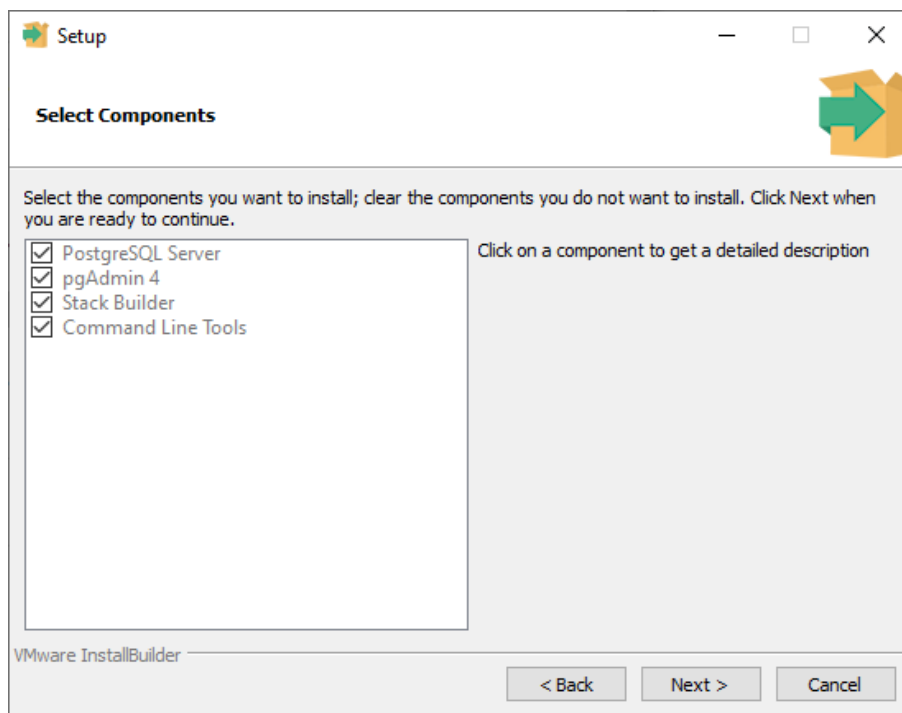 Setup
Select Components
Select the components you want to install; clear the components you do not want to install. Click Next when
you are ready to continue.
PostgreSQL Server
pgAdmin 4
Stack Builder
Command Line Tools
Click on a component to get a detailed description
VMware InstallBuilder
< Back
Next >
Cancel